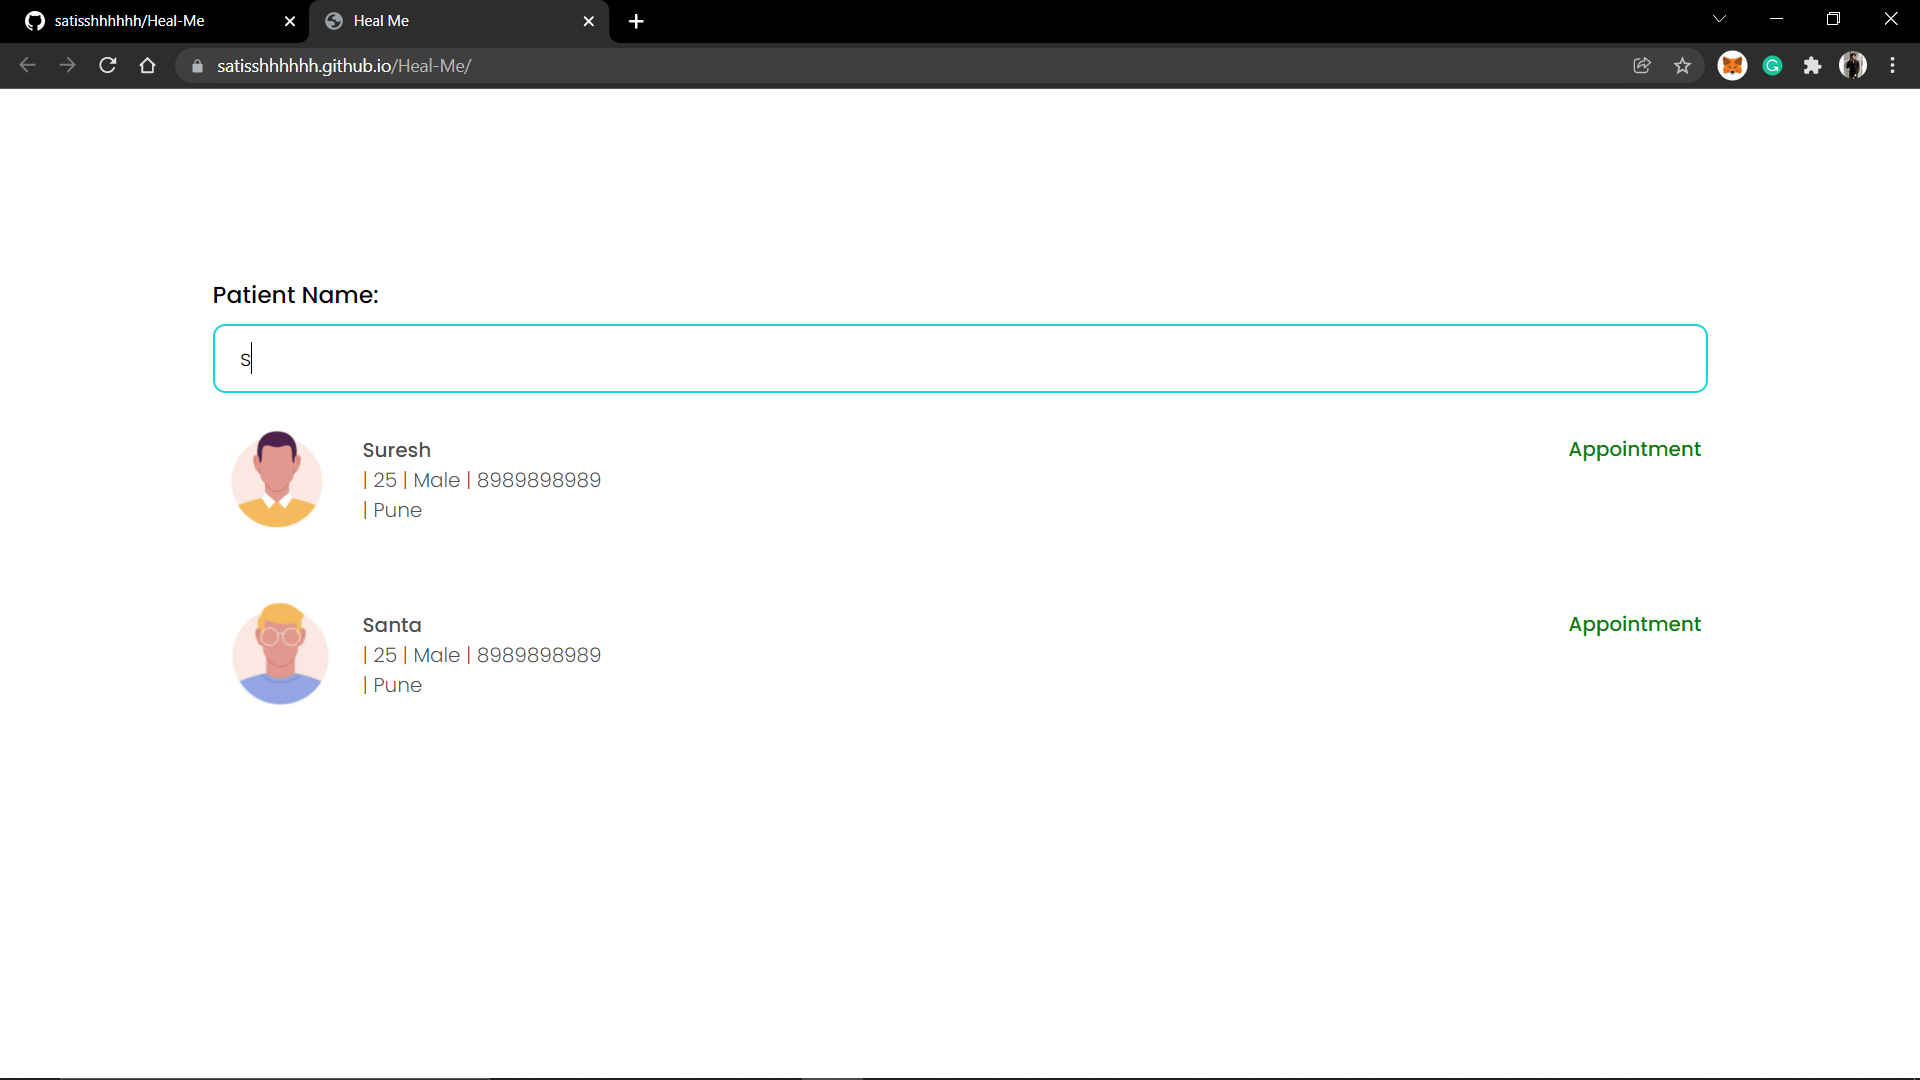 satisshhhhhh/Heal-Me
Heal Me
satisshhhhhh.github.io/Heal-Me/
Patient Name:
s
Suresh
Appointment
| 25 | Male | 8989898989
| Pune
Santa
Appointment
| 25 | Male | 8989898989
| Pune